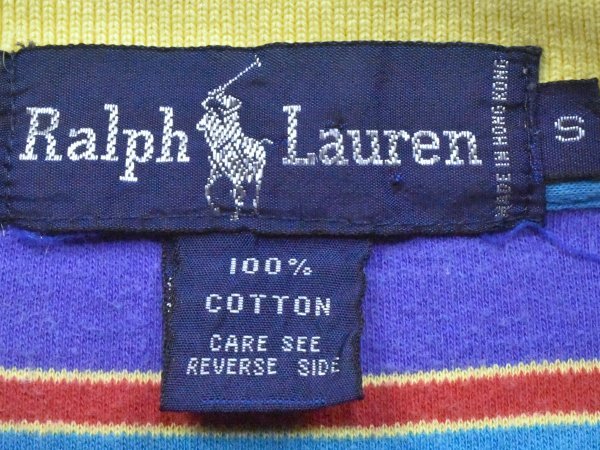 Ralph Lauren
MADE IN HONG KONG
S
100%
COTTON
CARE SEE
REVERSE SIDE